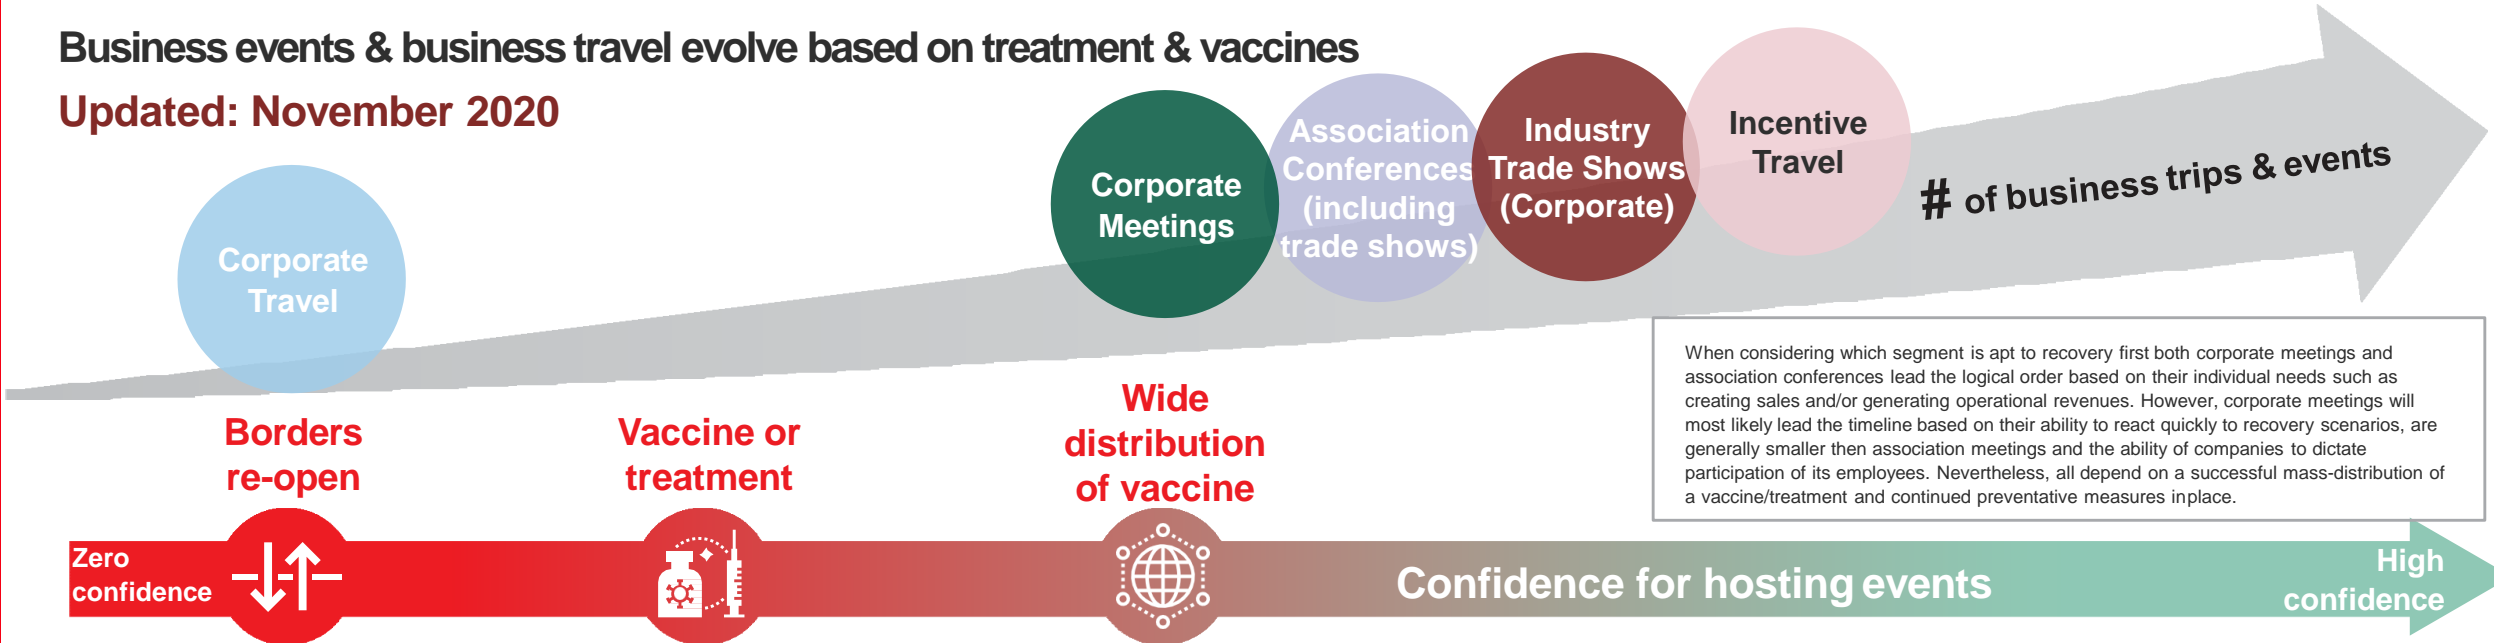 Business events & business travel evolve based on treatment & vaccines
Updated: November 2020
Corporate
Travel
Corporate
Meetings
Association
Conferences
(including
trade shows)
Industry
Trade Shows
(Corporate)
Incentive
Travel
# of business trips & events
When considering which segment is apt to recovery first both corporate meetings and
association conferences lead the logical order based on their individual needs such as
creating sales and/or generating operational revenues. However, corporate meetings will
most likely lead the timeline based on their ability to react quickly to recovery scenarios, are
generally smaller then association meetings and the ability of companies to dictate
participation of its employees. Nevertheless, all depend on a successful mass-distribution of
a vaccine/treatment and continued preventative measures inplace.
Borders
re-open
Vaccine or
treatment
Wide
distribution
of vaccine
Zero
confidence
Confidence for hosting events
High
confidence